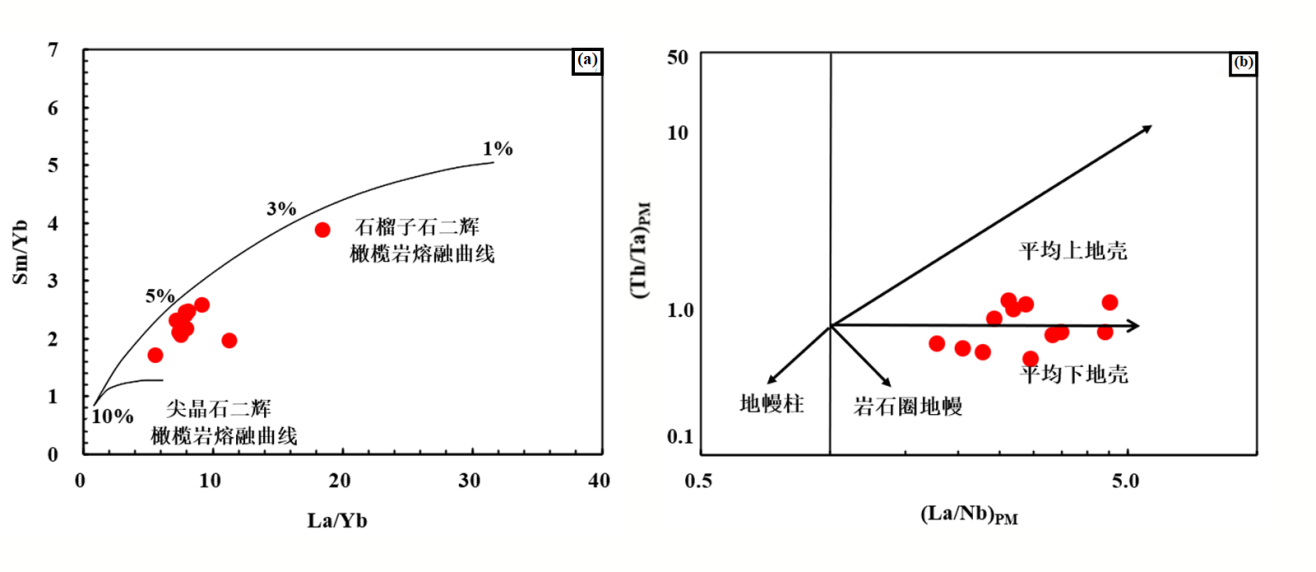 (a)
7
6
5
4
3
2
1
0
Sm/Yb
1%
3%
5%
10%
石榴子石二辉
橄榄岩熔融曲线
尖晶石二辉
橄榄岩熔融曲线
0 10 20 30 40
La/Yb
(b)
50
10
1.0
0.1
(Th/Ta)PM
平均上地壳
平均下地壳
地幔柱
岩石圈地幔
0.5 5.0
(La/Nb)PM